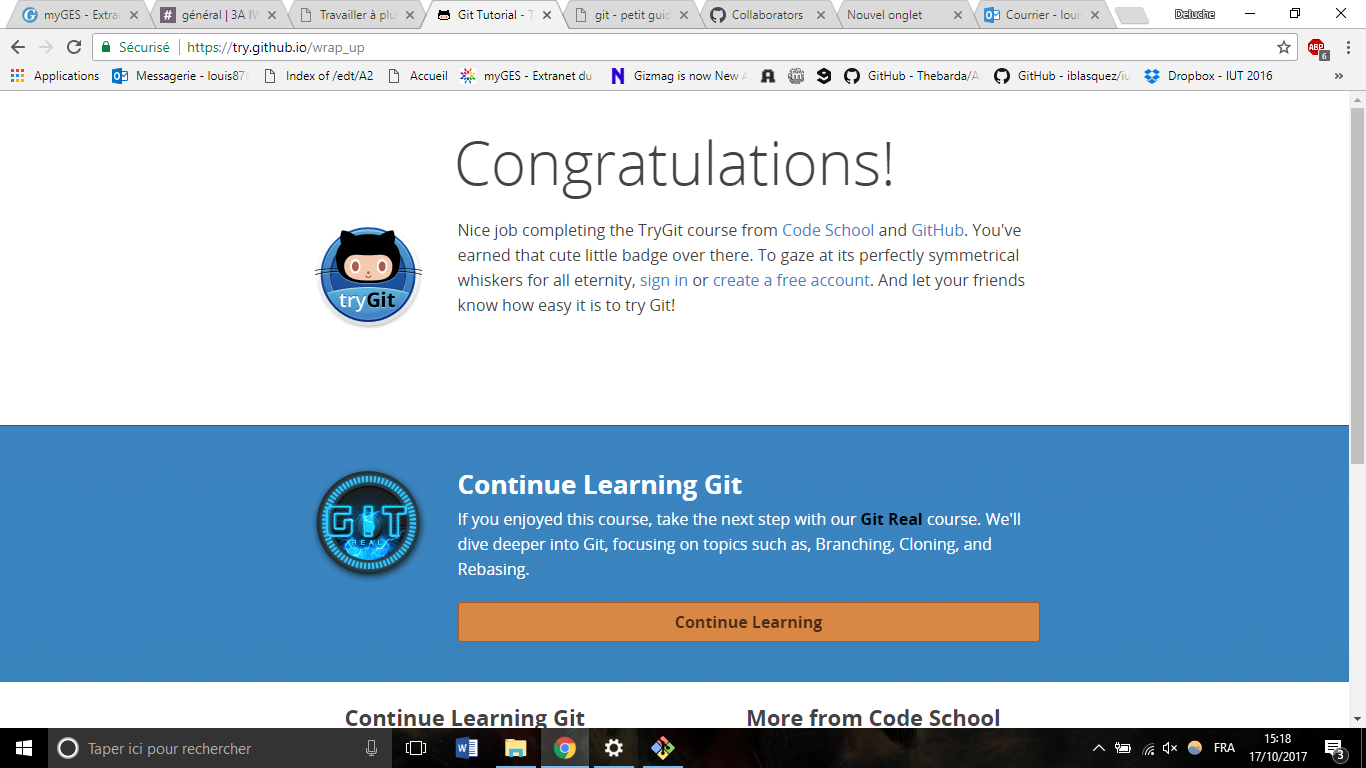 myGES - Extra
général | 3A IW
Travailler à plu
Git Tutorial - T
git - petit guid
Collaborators
Nouvel onglet
Courrier - loui
Deluche
Sécurisé
https://try.github.io/wrap_up
ABP
6
Applications
Messagerie - louis87
Index of /edt/A2
Accueil
myGES - Extranet du
Gizmag is now New A
GitHub - Thebarda/A
GitHub - iblasquez/iu
Dropbox - IUT 2016
»
Congratulations!
tryGit
Nice job completing the TryGit course from Code School and GitHub. You've
earned that cute little badge over there. To gaze at its perfectly symmetrical
whiskers for all eternity, sign in or create a free account. And let your friends
know how easy it is to try Git!
GIT
REAL
Continue Learning Git
If you enjoyed this course, take the next step with our Git Real course. We'll
dive deeper into Git, focusing on topics such as, Branching, Cloning, and
Rebasing.
Continue Learning
Continue Learning Git
More from Code School
Taper ici pour rechercher
FRA
15:18
17/10/2017
3